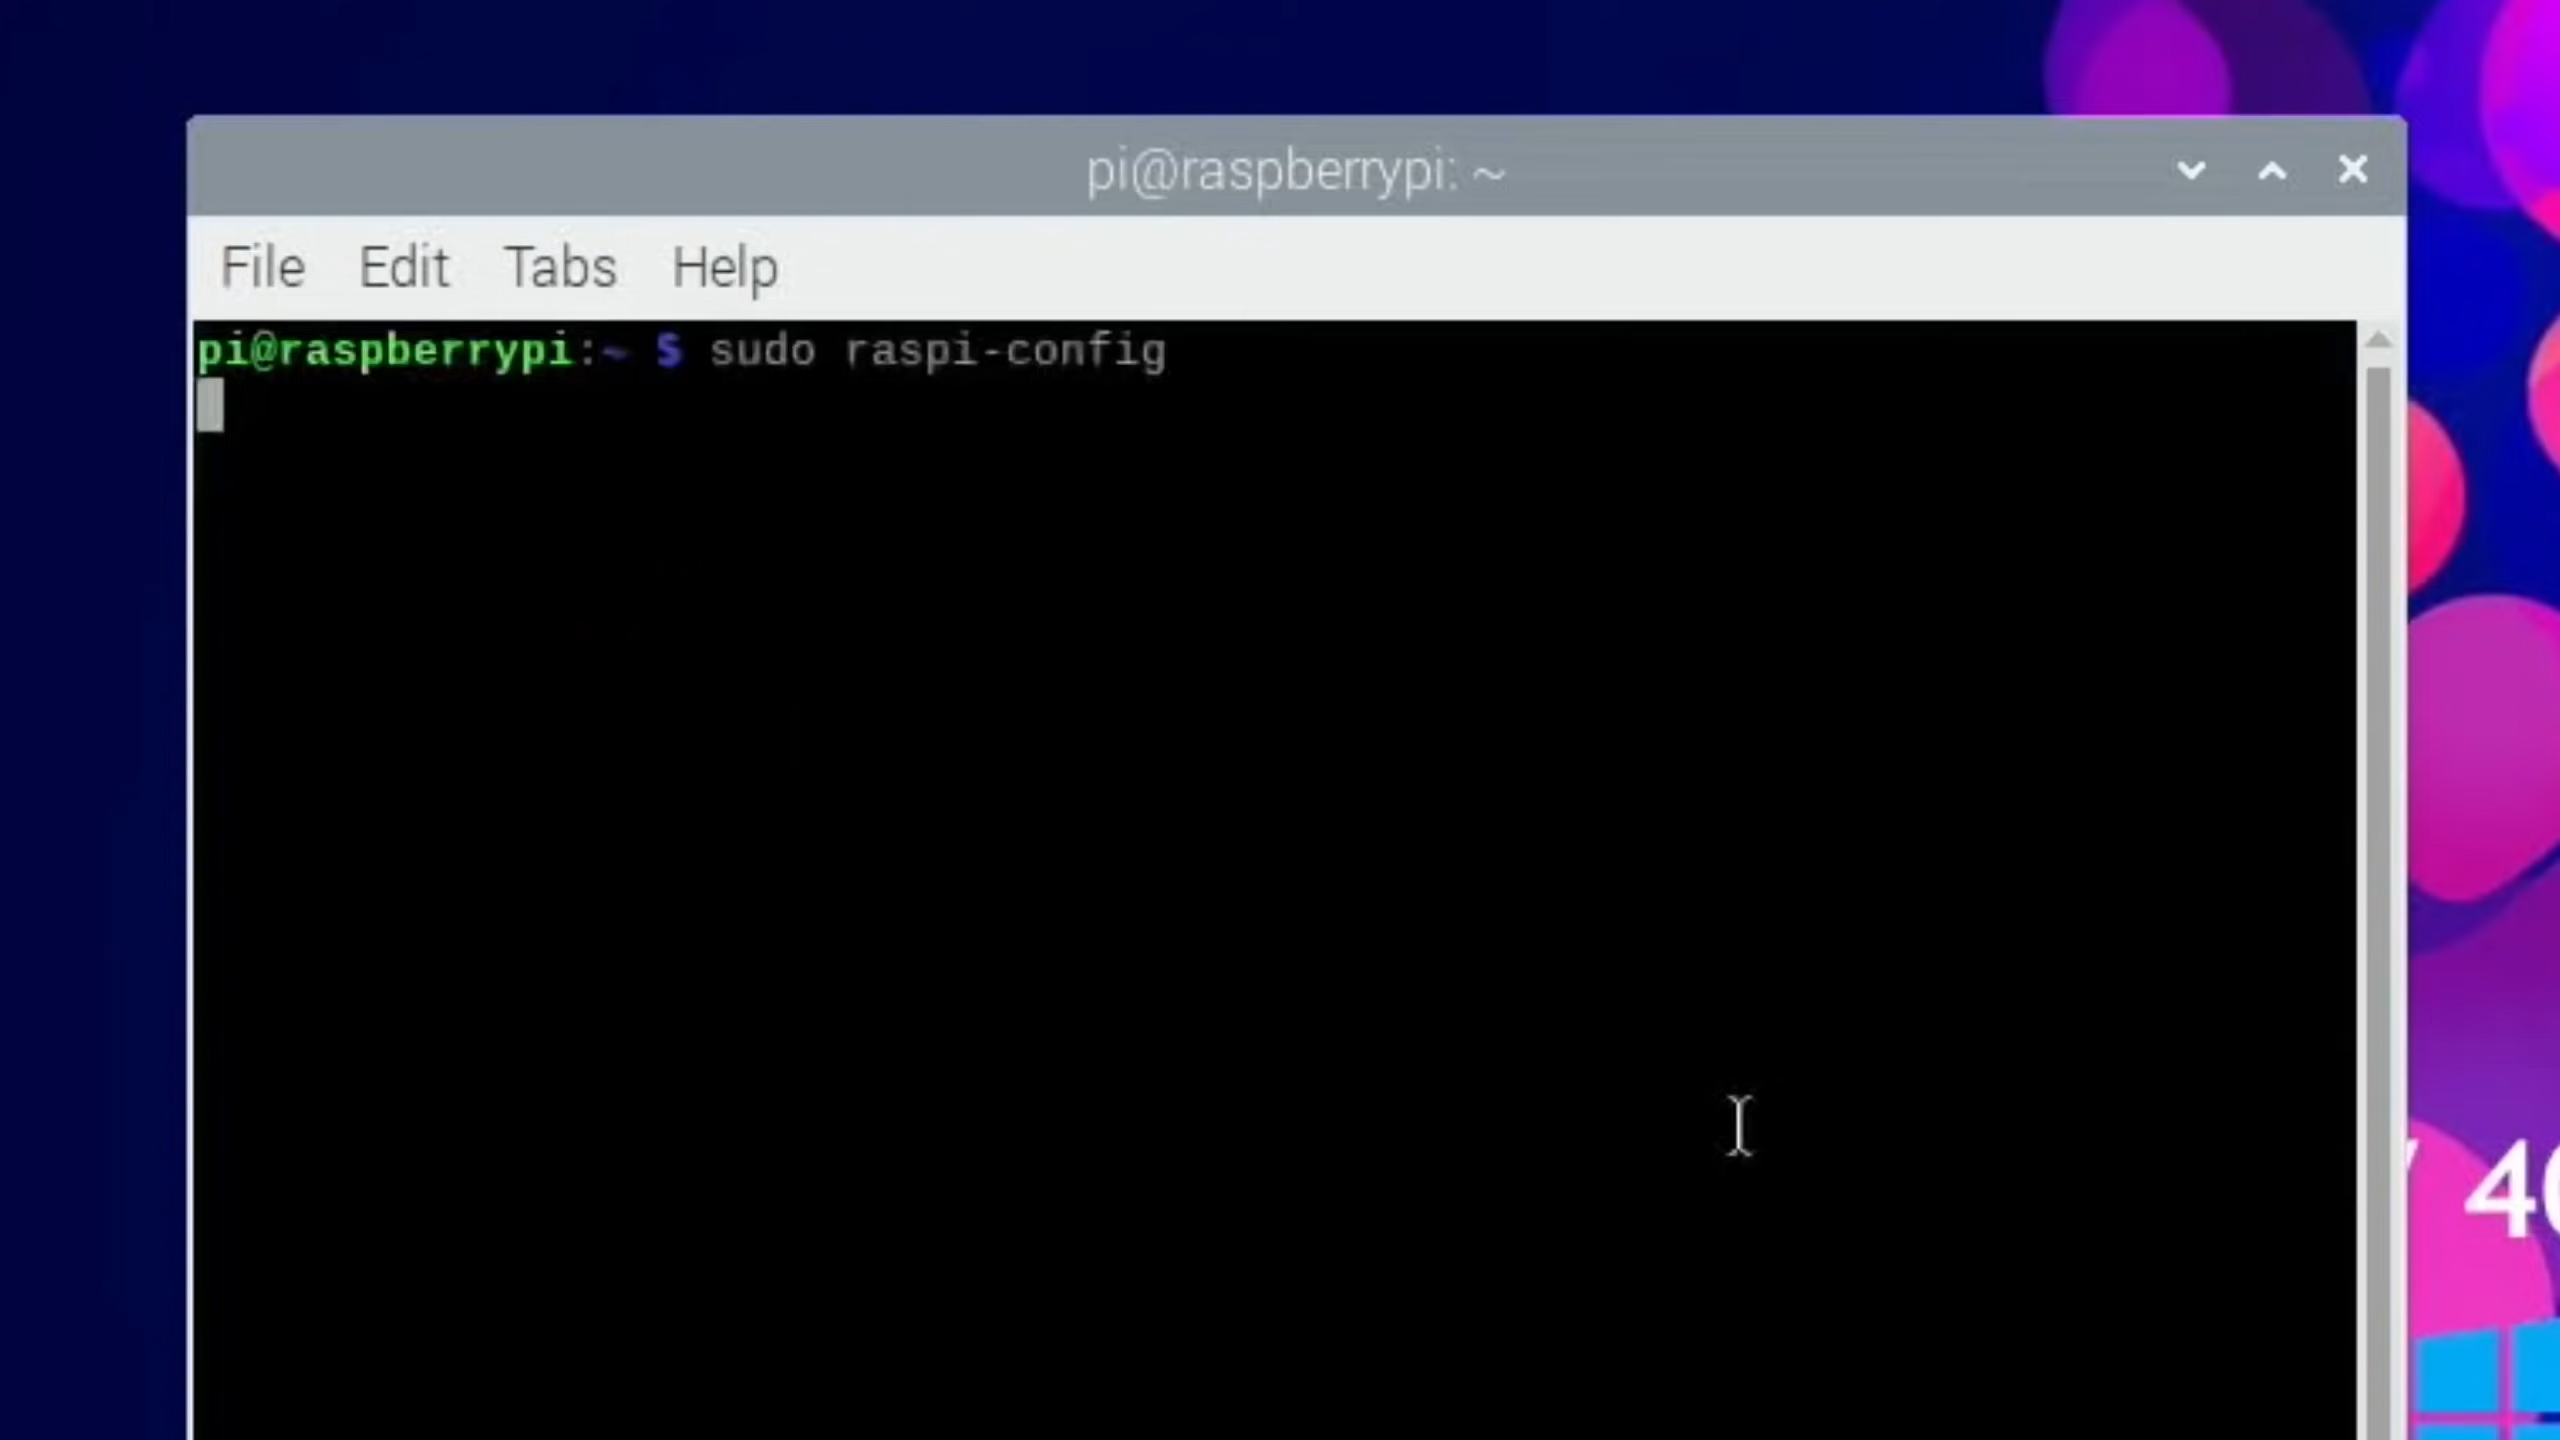 pi@raspberrypi: ~
File Edit Tabs Help
pi@raspberrypi:~ $ sudo raspi-config